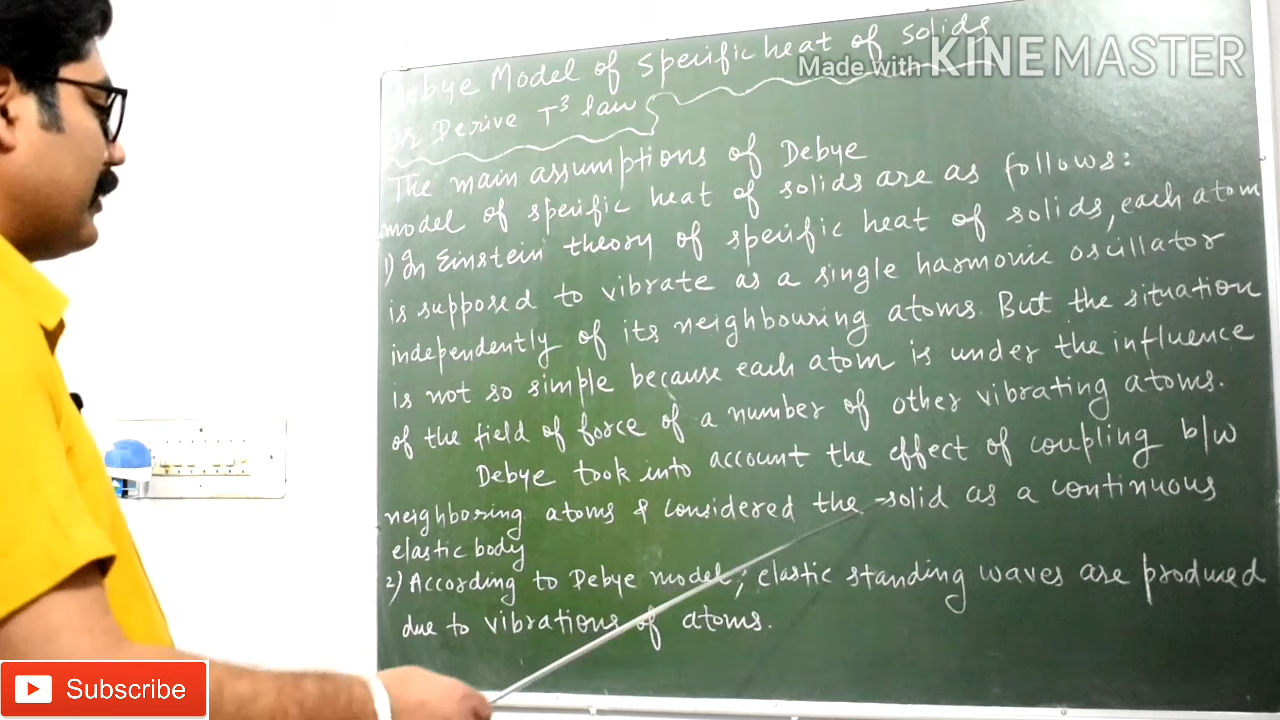 Debye Model of specific heat of solids
or Derive T³ law
Made with KINEMASTER
The main assumptions of Debye
model of specific heat of solids are as follows:
1) In Einstein theory of specific heat of solids, each atom
is supposed to vibrate as a single harmonic oscillator
independently of its neighbouring atoms. But the situation
is not so simple because each atom is under the influence
of the field of force of a number of other vibrating atoms.
Debye took into account the effect of coupling b/w
neighboring atoms & considered the solid as a continuous
elastic body
2) According to Debye model; elastic standing waves are produced
due to vibrations of atoms.
Subscribe